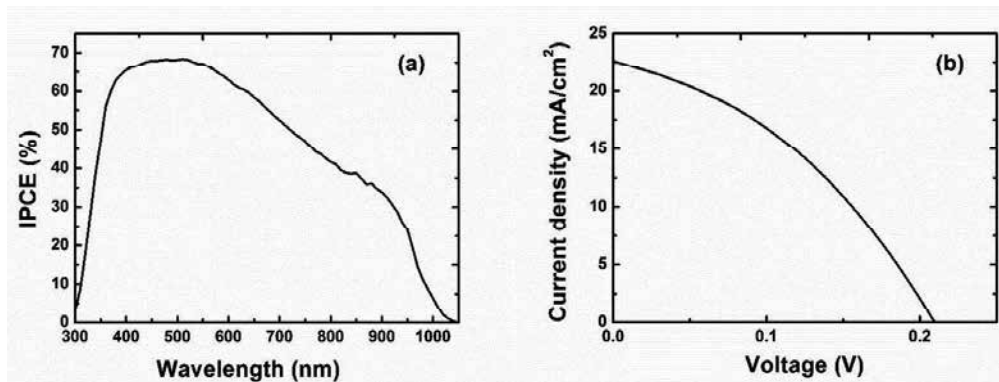 70
60
50
40
30
70
10
0
IPCE (%)
(a)
300 400 500 600 700 800 900 1000
Wavelength (nm)
25
20
15
10
5
0
Current density (mA/cm²)
(b)
0.0 0.1 0.2
Voltage (V)